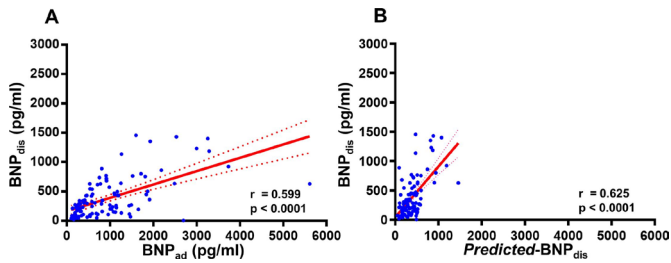 A
BNPdis (pg/ml)
3000
2500
2000
1500
1000
500
0
0 1000 2000 3000 4000 5000 6000
BNPad (pg/ml)
r = 0.599
p < 0.0001
B
BNPdis (pg/ml)
3000
2500
2000
1500
1000
500
0
0 1000 2000 3000 4000 5000 6000
Predicted-BNPdis
r = 0.625
p < 0.0001